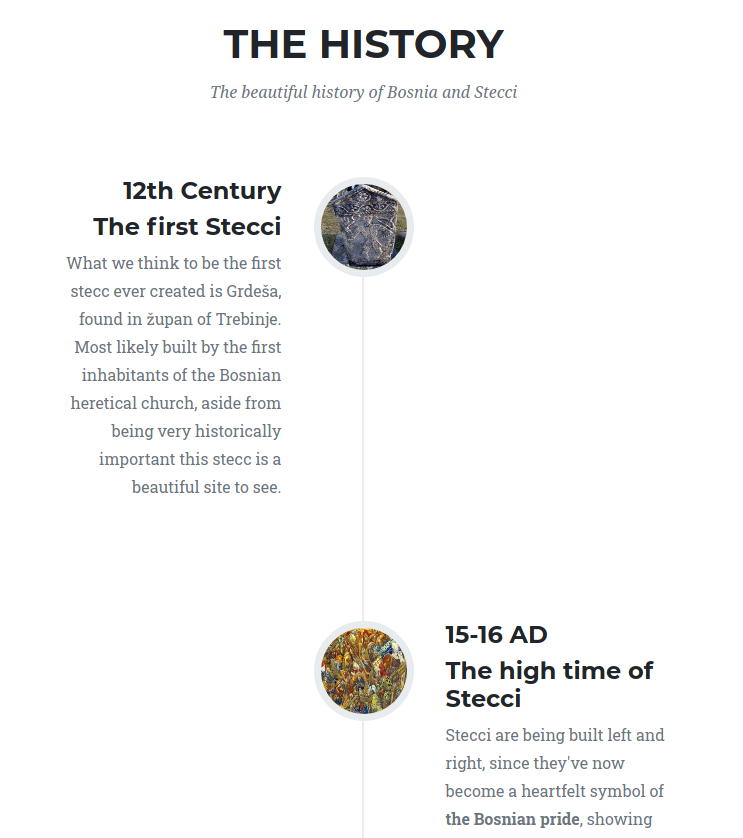 THE HISTORY
The beautiful history of Bosnia and Stecci
12th Century
The first Stecci
What we think to be the first
stecc ever created is Grdeša,
found in župan of Trebinje.
Most likely built by the first
inhabitants of the Bosnian
heretical church, aside from
being very historically
important this stecc is a
beautiful site to see.
15-16 AD
The high time of
Stecci
Stecci are being built left and
right, since they've now
become a heartfelt symbol of
the Bosnian pride, showing